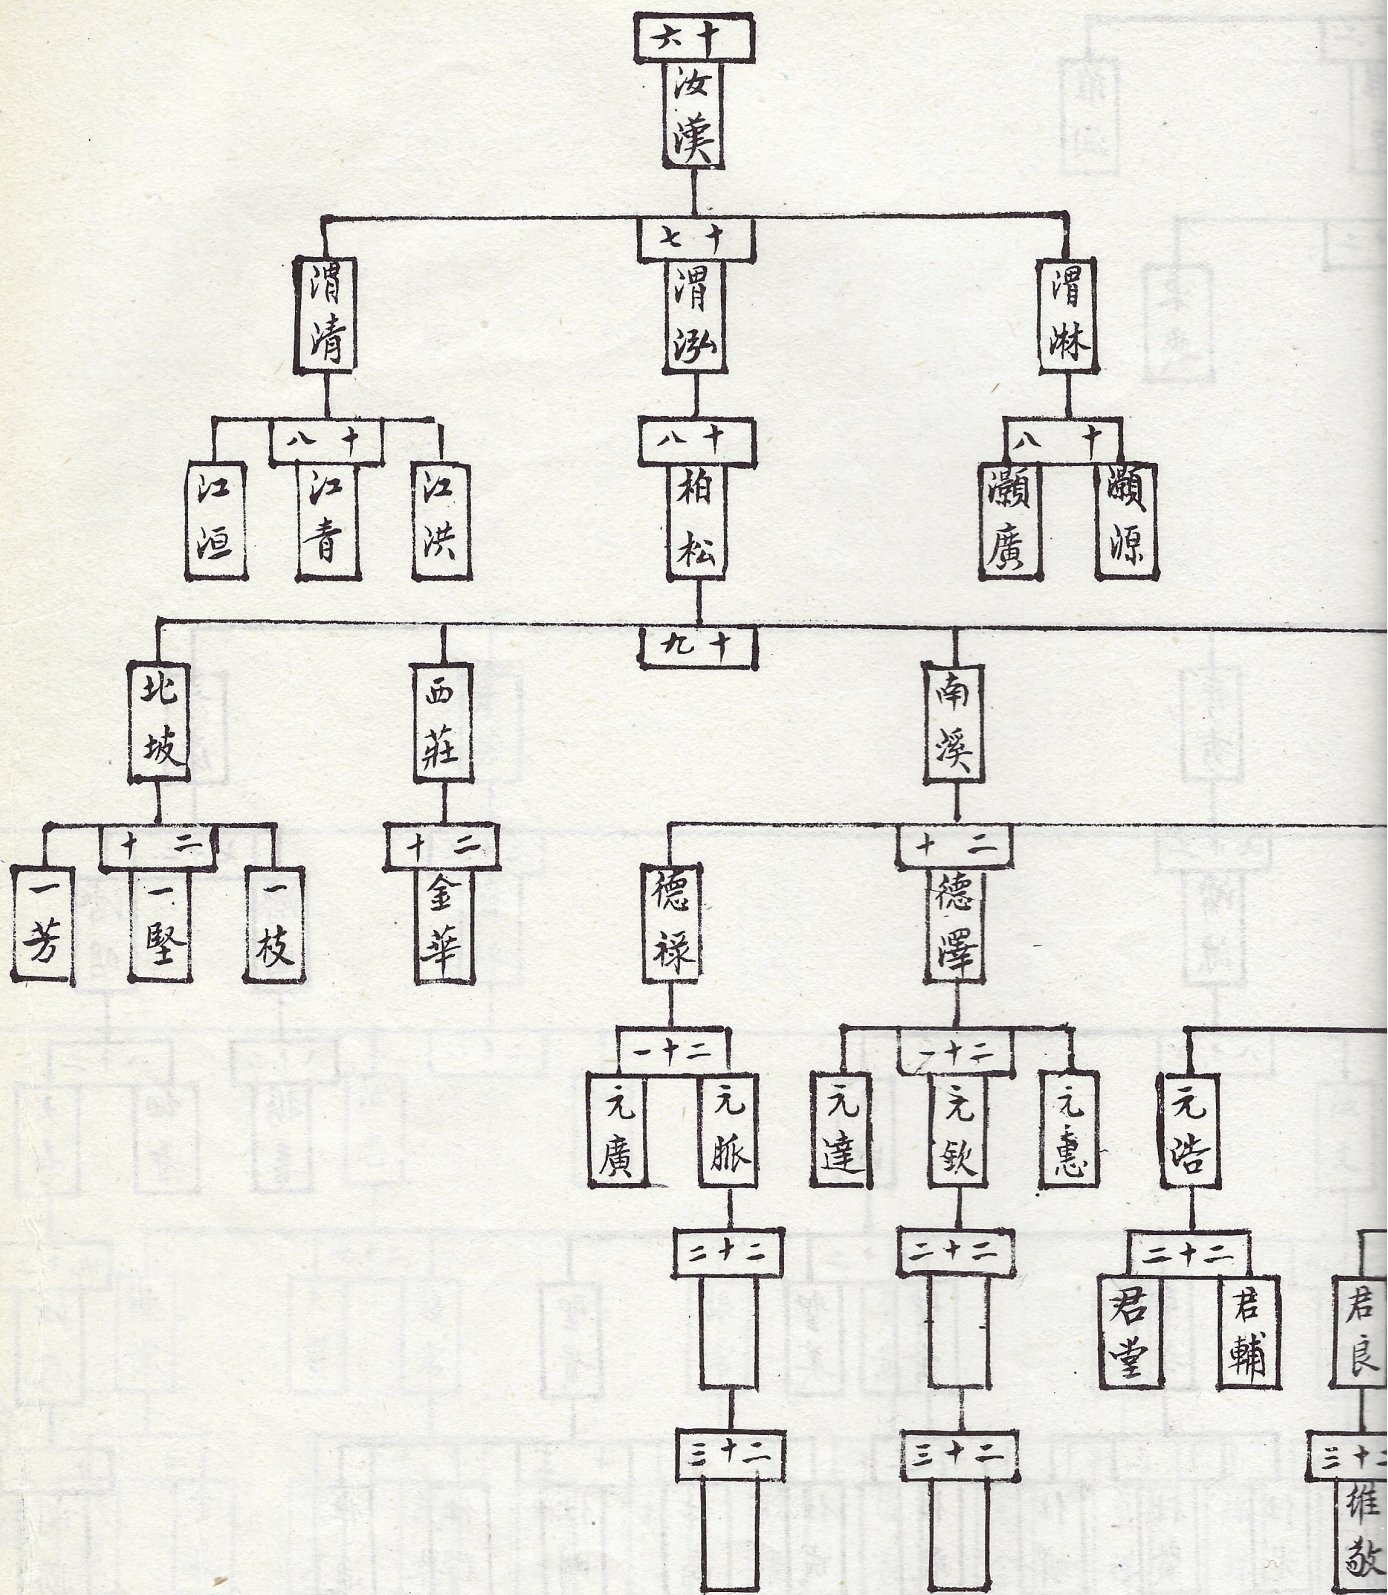 十六
汝漢
十七
渭淋
渭泓
渭清
十八
灝源
灝廣
十八
柏松
十八
江洪
江青
江洹
十九
南溪
西莊
北坡
二十
德澤
德禄
二十
金華
二十
一枝
一堅
一芳
二十一
元浩
元惠
元欽
元達
二十一
元脈
元廣
君良
二十二
君輔
君堂
二十二
二十二
二十三
維敬
二十三
二十三